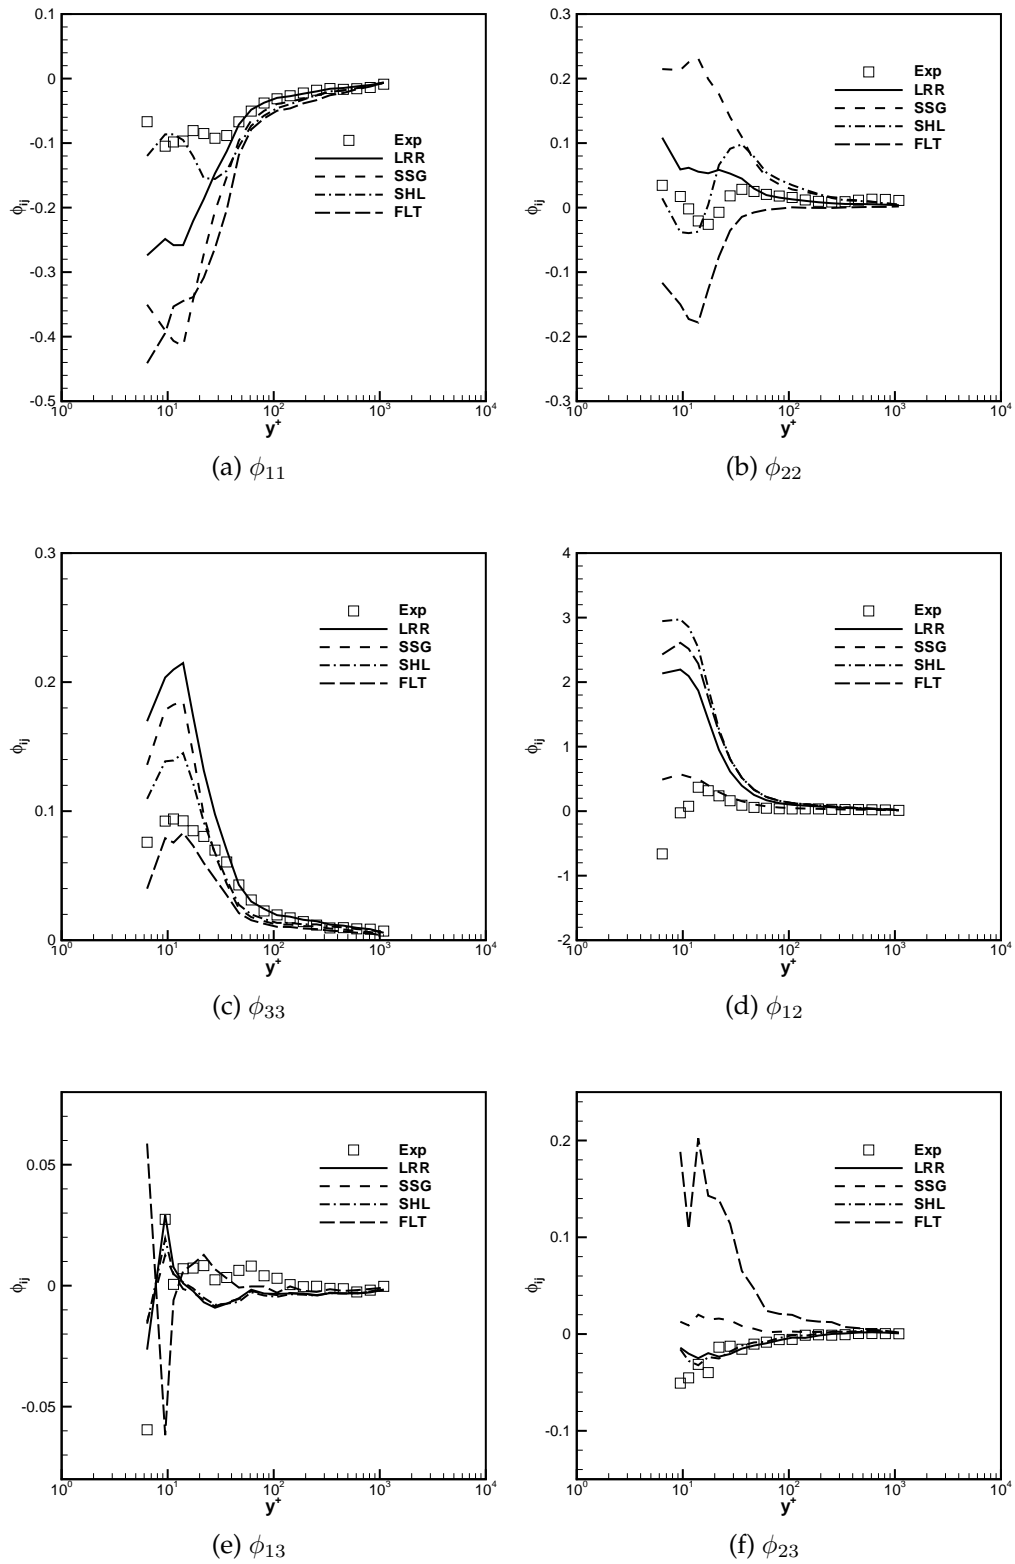 0.1
0
-0.1
-0.2
-0.3
-0.4
-0.5
ϕij
Exp
LRR
SSG
SHL
FLT
10^0 10^1 10^2 10^3 10^4
y+
(a) ϕ11
0.3
0.2
0.1
0
-0.1
-0.2
-0.3
ϕij
Exp
LRR
SSG
SHL
FLT
10^0 10^1 10^2 10^3 10^4
y+
(b) ϕ22
0.3
0.2
0.1
0
ϕij
Exp
LRR
SSG
SHL
FLT
10^0 10^1 10^2 10^3 10^4
y+
(c) ϕ33
4
3
2
1
0
-1
-2
ϕij
Exp
LRR
SSG
SHL
FLT
10^0 10^1 10^2 10^3 10^4
y+
(d) ϕ12
0.05
0
-0.05
ϕij
Exp
LRR
SSG
SHL
FLT
10^0 10^1 10^2 10^3 10^4
y+
(e) ϕ13
0.2
0.1
0
-0.1
ϕij
Exp
LRR
SSG
SHL
FLT
10^0 10^1 10^2 10^3 10^4
y+
(f) ϕ23